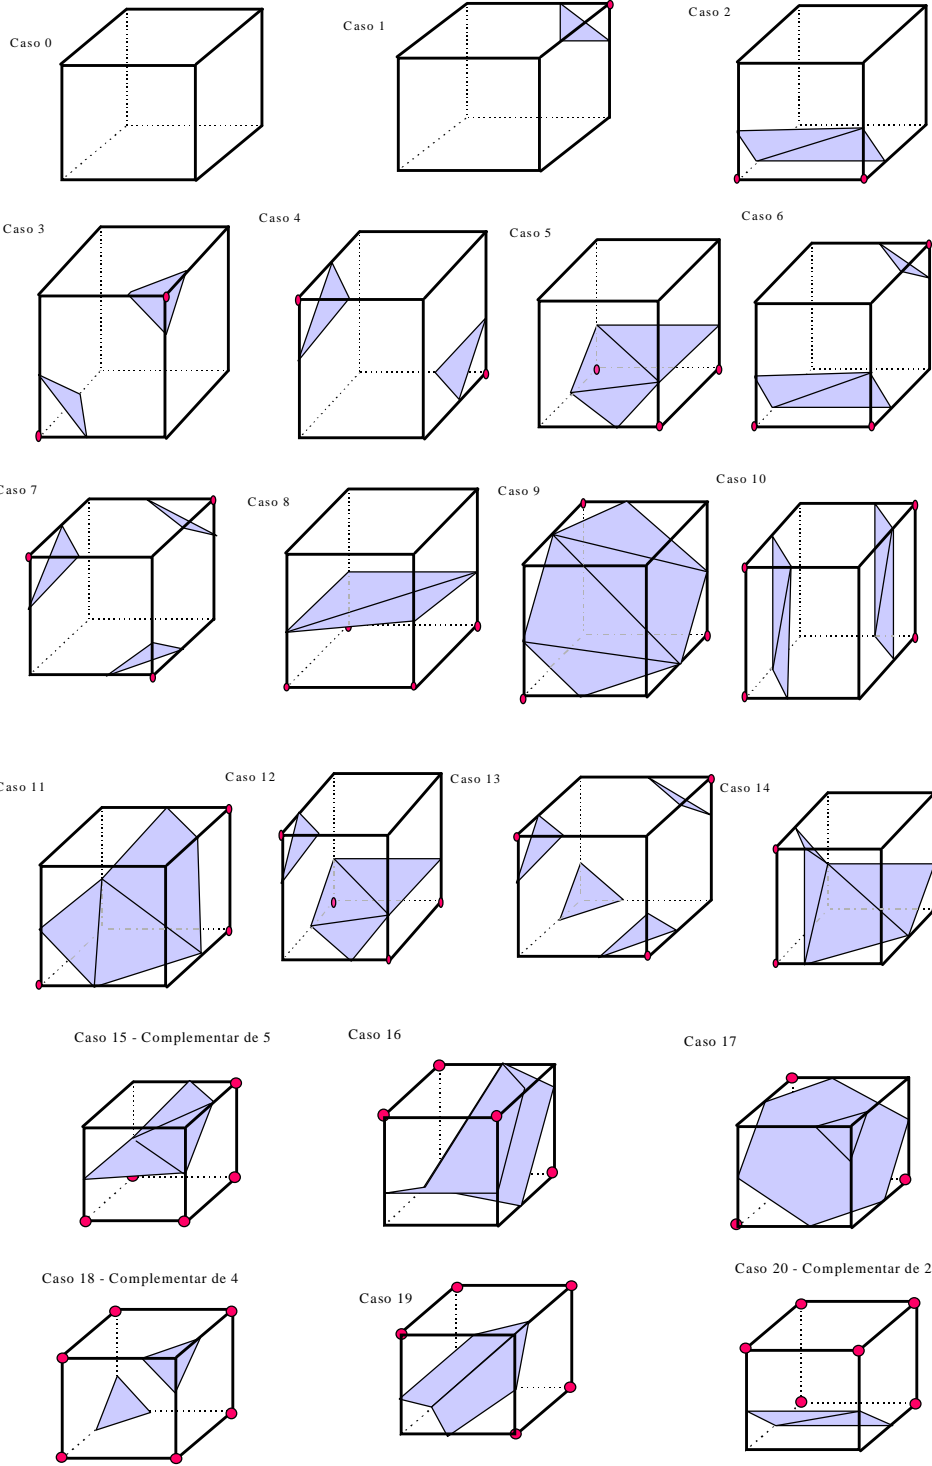 Caso 0
Caso 1
Caso 2
Caso 3
Caso 4
Caso 5
Caso 6
Caso 7
Caso 8
Caso 9
Caso 10
Caso 11
Caso 12
Caso 13
Caso 14
Caso 15 - Complementar de 5
Caso 16
Caso 17
Caso 18 - Complementar de 4
Caso 19
Caso 20 - Complementar de 2